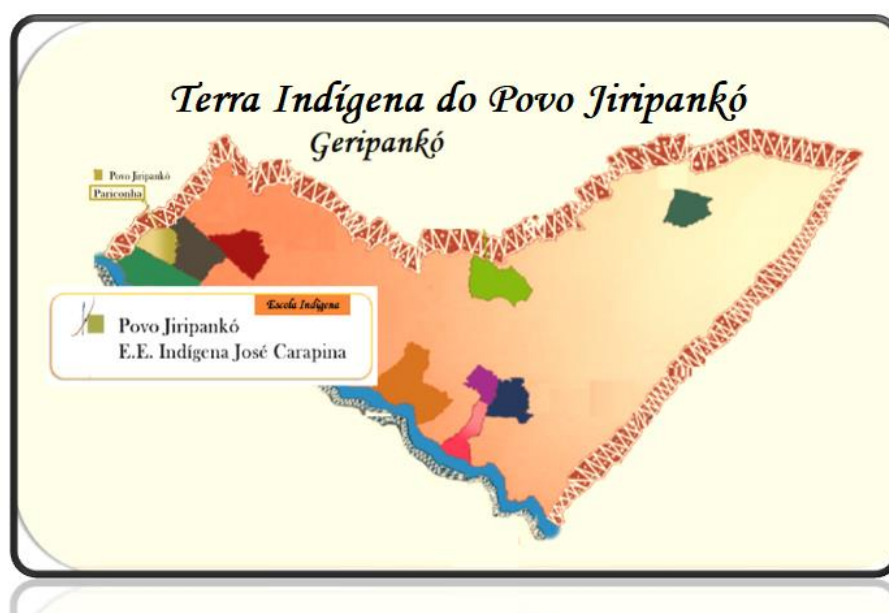 Terra Indígena do Povo Jiripankó
Geripankó
Povo Jiripankó
Pariconha
Escola Indígena
Povo Jiripankó
E.E. Indígena José Carapina